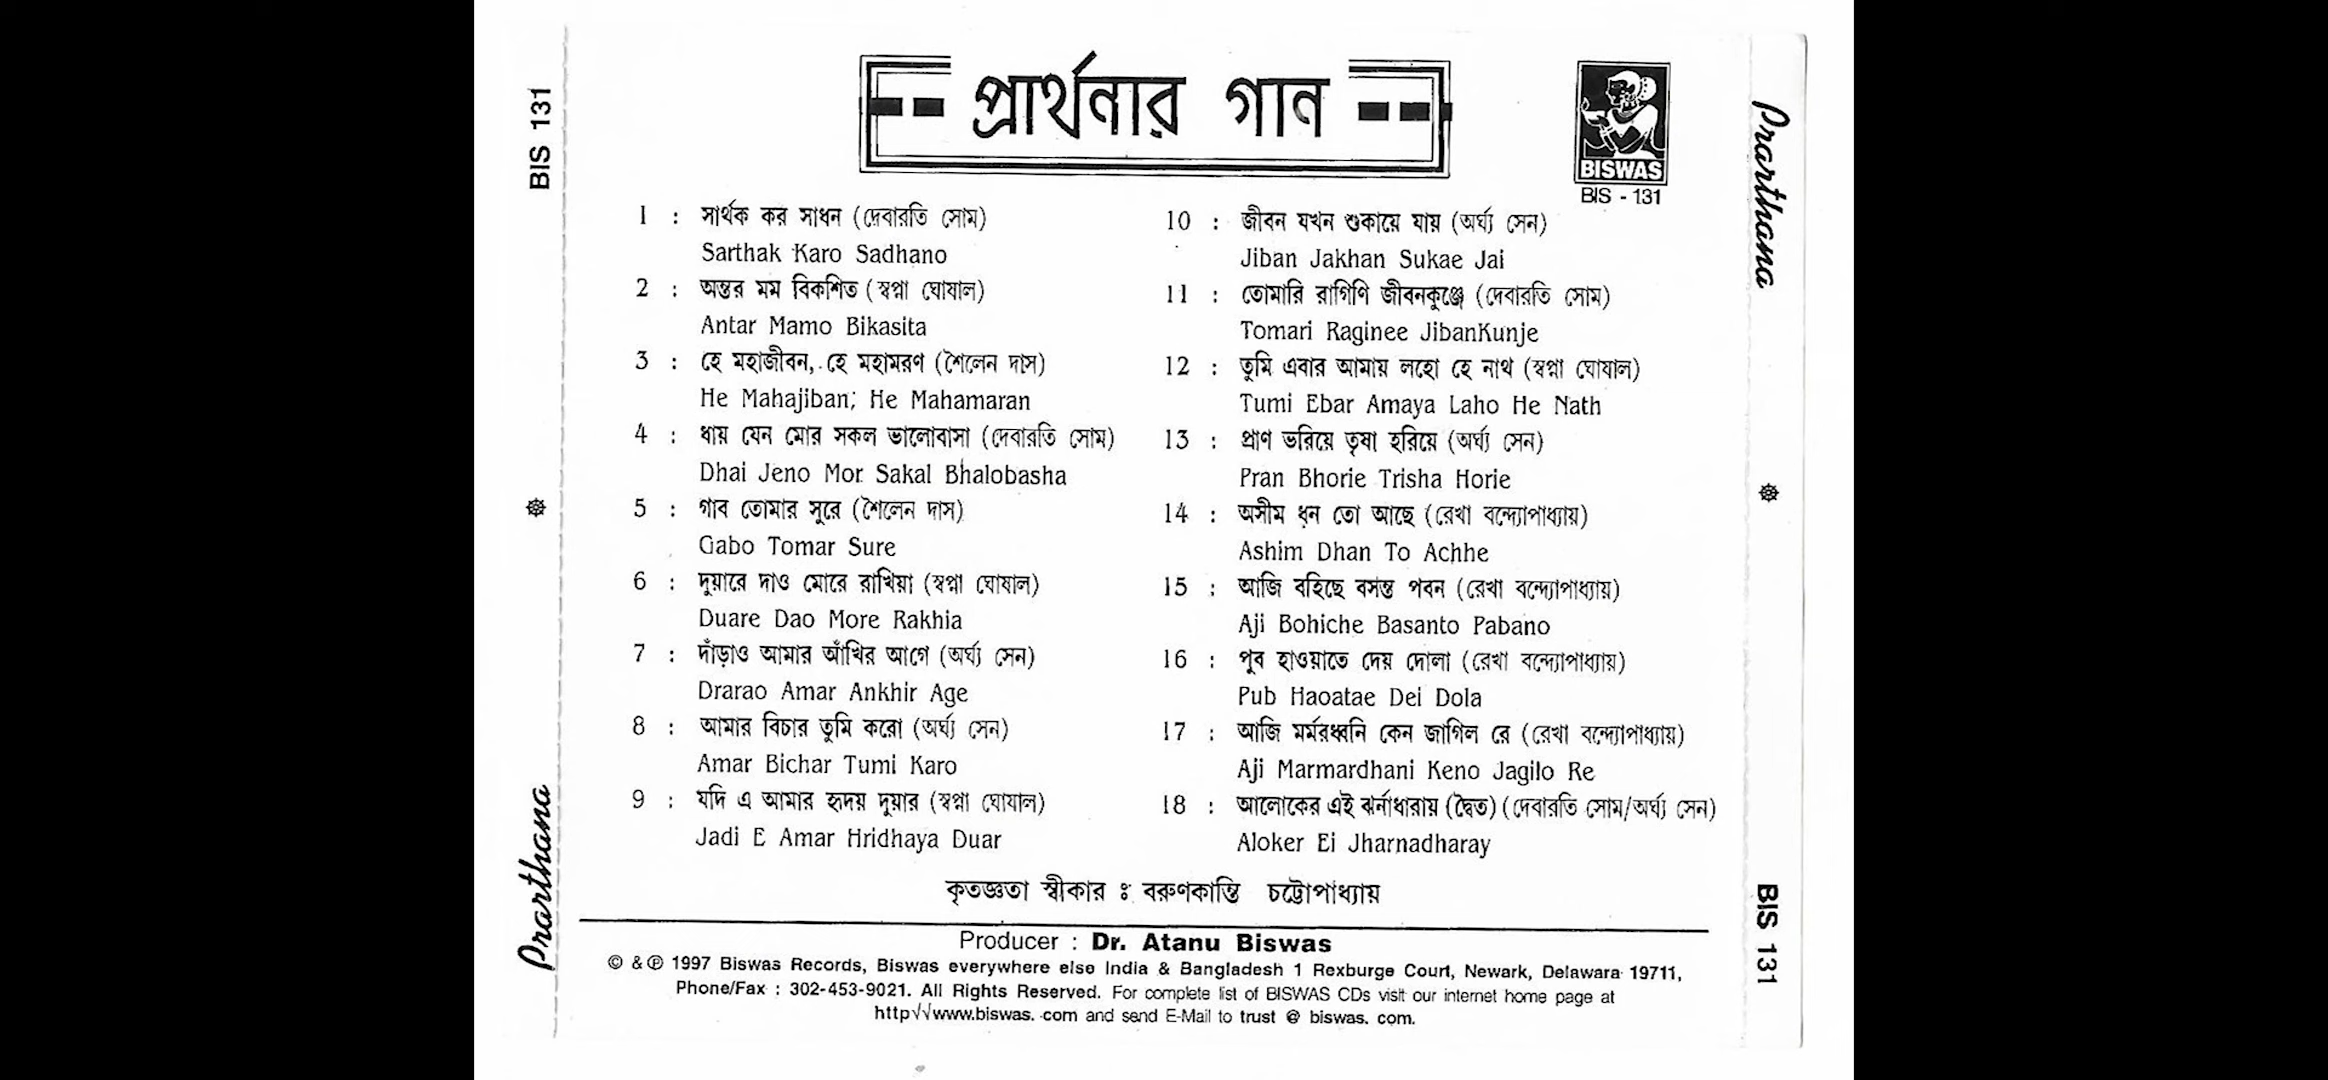 প্রার্থনার গান
BISWAS
BIS - 131
BIS 131
Prarthana
1 : সার্থক কর সাধন (দেবারতি সোম)
Sarthak Karo Sadhano
2 : অন্তর মম বিকশিত (স্বপ্না ঘোষাল)
Antar Mamo Bikasita
3 : হে মহাজীবন, হে মহামরণ (শৈলেন দাস)
He Mahajiban; He Mahamaran
4 : ধায় যেন মোর সকল ভালোবাসা (দেবারতি সোম)
Dhai Jeno Mor Sakal Bhalobasha
5 : গাব তোমার সুরে (শৈলেন দাস)
Gabo Tomar Sure
6 : দুয়ারে দাও মোরে রাখিয়া (স্বপ্না ঘোষাল)
Duare Dao More Rakhia
7 : দাঁড়াও আমার আঁখির আগে (অর্ঘ্য সেন)
Drarao Amar Ankhir Age
8 : আমার বিচার তুমি করো (অর্ঘ্য সেন)
Amar Bichar Tumi Karo
9 : যদি এ আমার হৃদয় দুয়ার (স্বপ্না ঘোষাল)
Jadi E Amar Hridhaya Duar
10 : জীবন যখন শুকায়ে যায় (অর্ঘ্য সেন)
Jiban Jakhan Sukae Jai
11 : তোমারি রাগিণি জীবনকুঞ্জে (দেবারতি সোম)
Tomari Raginee JibanKunje
12 : তুমি এবার আমায় লহো হে নাথ (স্বপ্না ঘোষাল)
Tumi Ebar Amaya Laho He Nath
13 : প্রাণ ভরিয়ে তৃষা হরিয়ে (অর্ঘ্য সেন)
Pran Bhorie Trisha Horie
14 : অসীম ধন তো আছে (রেখা বন্দ্যোপাধ্যায়)
Ashim Dhan To Achhe
15 : আজি বহিছে বসন্ত পবন (রেখা বন্দ্যোপাধ্যায়)
Aji Bohiche Basanto Pabano
16 : পুব হাওয়াতে দেয় দোলা (রেখা বন্দ্যোপাধ্যায়)
Pub Haoatae Dei Dola
17 : আজি মর্মরধ্বনি কেন জাগিল রে (রেখা বন্দ্যোপাধ্যায়)
Aji Marmardhani Keno Jagilo Re
18 : আলোকের এই ঝর্নাধারায় (দ্বৈত) (দেবারতি সোম/অর্ঘ্য সেন)
Aloker Ei Jharnadharay
কৃতজ্ঞতা স্বীকার ঃ বরুণকান্তি চট্টোপাধ্যায়
Producer : Dr. Atanu Biswas
© & ℗ 1997 Biswas Records, Biswas everywhere else India & Bangladesh 1 Rexburge Court, Newark, Delawara 19711,
Phone/Fax : 302-453-9021. All Rights Reserved. For complete list of BISWAS CDs visit our internet home page at
http√√www.biswas. com and send E-Mail to trust @ biswas. com.
Prarthana
BIS 131